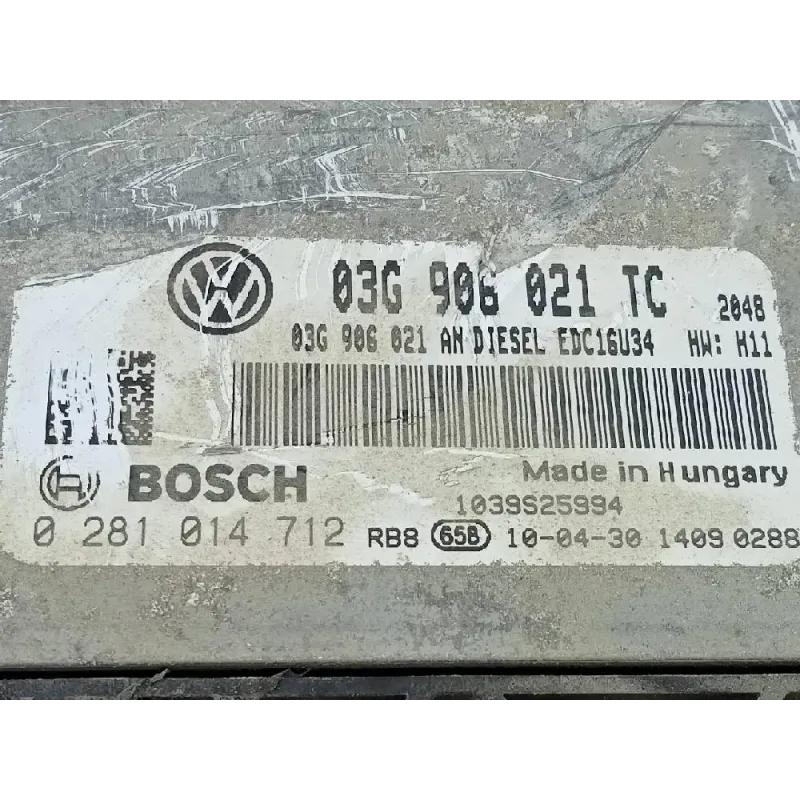 03G 906 021 TC 2048
03G 906 021 AN DIESEL EDC16U34 HW: H11
BOSCH
Made in Hungary
1039S25994
0 281 014 712 RB8 65B 10-04-30 1409 0288